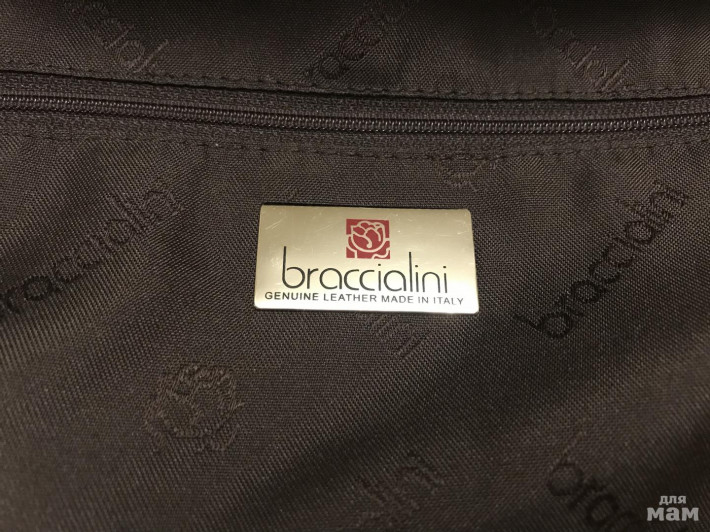 braccialini
braccialini
braccialini
GENUINE LEATHER MADE IN ITALY
braccialini
для
мам